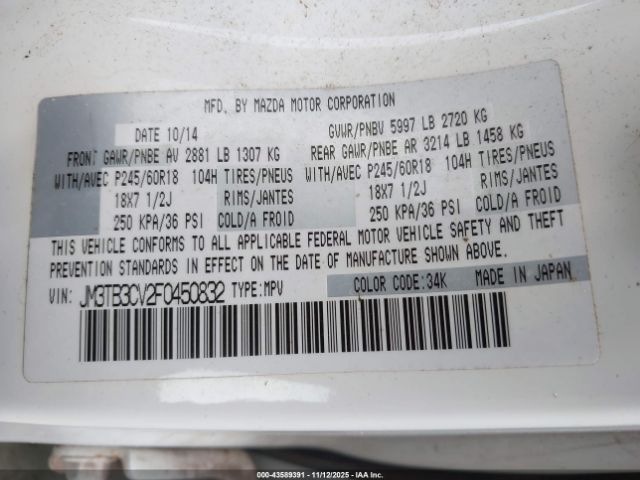 MFD. BY MAZDA MOTOR CORPORATION
DATE 10/14 GVWR/PNBV 5997 LB 2720 KG
FRONT GAWR/PNBE AV 2881 LB 1307 KG REAR GAWR/PNBE AR 3214 LB 1458 KG
WITH/AVEC P245/60R18 104H TIRES/PNEUS WITH/AVEC P245/60R18 104H TIRES/PNEUS
18X7 1/2J RIMS/JANTES 18X7 1/2J RIMS/JANTES
250 KPA/36 PSI COLD/A FROID 250 KPA/36 PSI COLD/A FROID
THIS VEHICLE CONFORMS TO ALL APPLICABLE FEDERAL MOTOR VEHICLE SAFETY AND THEFT
PREVENTION STANDARDS IN EFFECT ON THE DATE OF MANUFACTURE SHOWN ABOVE.
VIN: JM3TB3CV2F0450832 TYPE:MPV COLOR CODE:34K MADE IN JAPAN
000-43589391 - 11/12/2025 - IAAI.COM